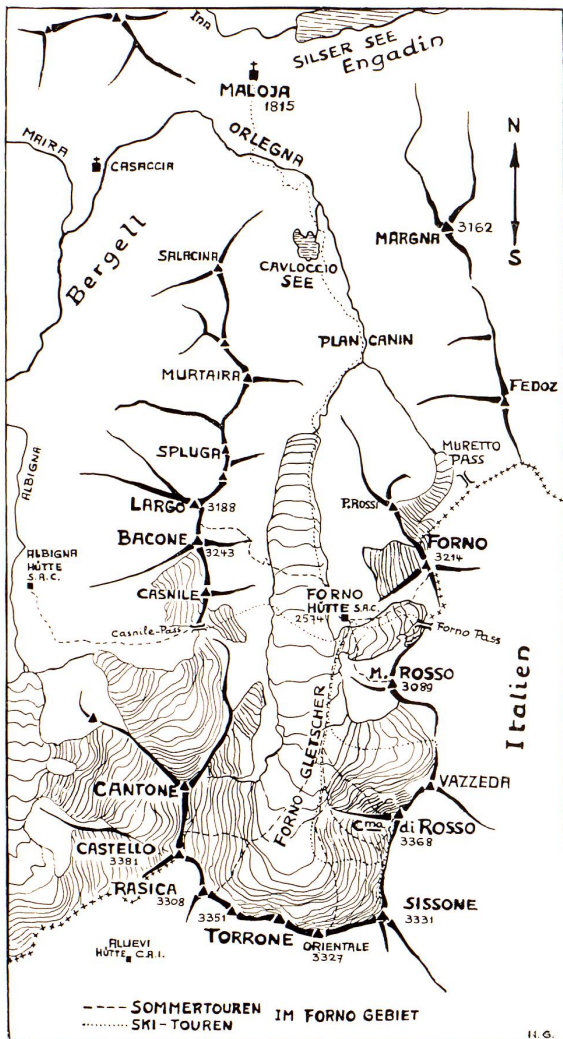 Inn
SILSER SEE
Engadin
MALOJA
1815
ORLEGNA
MAIRA
CASACCIA
N
S
MARGNA
3162
Bergell
SALACINA
CAVLOCCIO
SEE
PLAN CANIN
MURTAIRA
FEDOZ
SPLUGA
MURETTO
PASS
ALBIGNA
LARGO
3188
P. ROSSI
BACONE
3243
FORNO
3214
ALBIGNA
HÜTTE
S.A.C.
CASNILE
FORNO
HÜTTE S.A.C.
2574
Casnile-Pass
Forno Pass
M. ROSSO
3089
Italien
FORNO GLETSCHER
VAZZEDA
CANTONE
Cma. di ROSSO
3368
CASTELLO
3381
RASICA
3308
SISSONE
3331
3351
TORRONE
ORIENTALE
3327
ALLIEVI
HÜTTE C.A.I.
SOMMERTOUREN IM FORNO GEBIET
SKI-TOUREN
H.G.